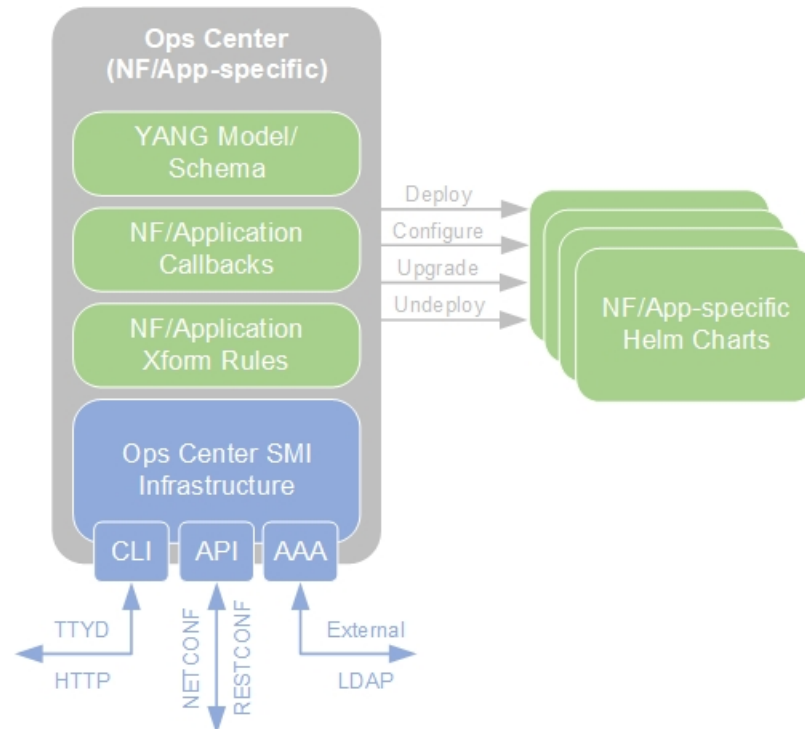 Ops Center
(NF/App-specific)
YANG Model/
Schema
NF/Application
Callbacks
NF/Application
Xform Rules
Ops Center SMI
Infrastructure
CLI
API
AAA
Deploy
Configure
Upgrade
Undeploy
NF/App-specific
Helm Charts
TTYD
HTTP
NETCONF
RESTCONF
External
LDAP